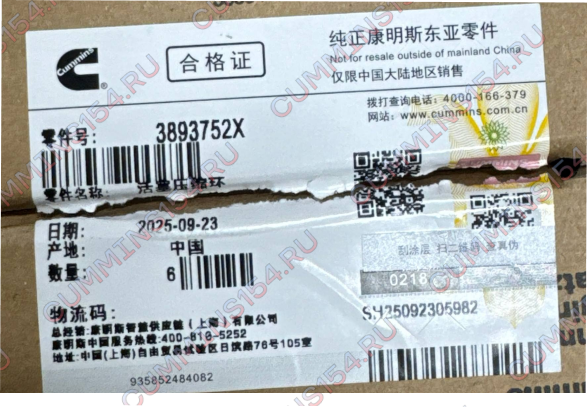 Cummins
合格证
纯正康明斯东亚零件
Not for resale outside of mainland China
仅限中国大陆地区销售
拨打查询电话：4000-166-379
网站：www.cummins.com.cn
零件号：
3893752X
零件名称：
活塞压缩环
日期：
2025-09-23
产地：
中国
数量：
6
刮涂层 扫二维码 查真伪
0218
物流码：
SH25092305982
总经销:康明斯智慧供应链（上海）有限公司
康明斯中国服务热线:400-810-5252
地址:中国(上海)自由贸易试验区日滨路76号105室
935852484082
CUMMINS154.RU